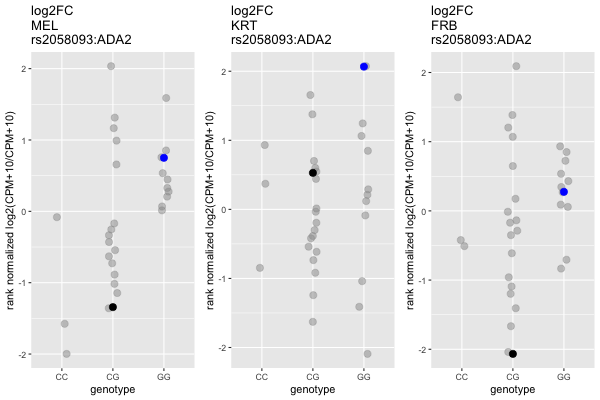 log2FC
MEL
rs2058093:ADA2
rank normalized log2(CPM+10/CPM+10)
2
1
0
-1
-2
CC
CG
GG
genotype
log2FC
KRT
rs2058093:ADA2
rank normalized log2(CPM+10/CPM+10)
2
1
0
-1
-2
CC
CG
GG
genotype
log2FC
FRB
rs2058093:ADA2
rank normalized log2(CPM+10/CPM+10)
2
1
0
-1
-2
CC
CG
GG
genotype